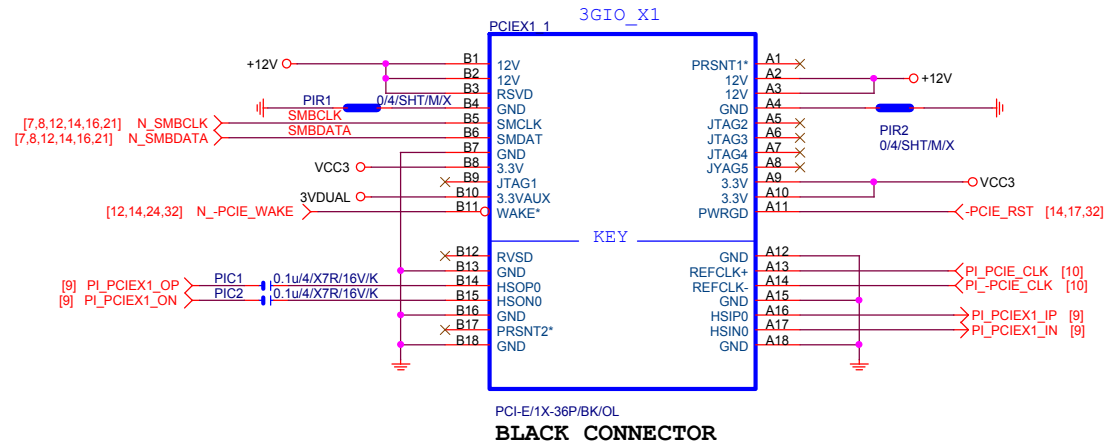 3GIO_X1
PCIEX1_1
+12V B1 12V PRSNT1* A1
B2 12V 12V A2 +12V
B3 RSVD 12V A3
PIR1 0/4/SHT/M/X B4 GND GND A4
[7,8,12,14,16,21] N_SMBCLK SMBCLK B5 SMCLK JTAG2 A5
[7,8,12,14,16,21] N_SMBDATA SMBDATA B6 SMDAT JTAG3 A6 PIR2
B7 GND JTAG4 A7 0/4/SHT/M/X
VCC3 B8 3.3V JYAG5 A8
B9 JTAG1 3.3V A9 VCC3
3VDUAL B10 3.3VAUX 3.3V A10
[12,14,24,32] N_-PCIE_WAKE B11 WAKE* PWRGD A11 -PCIE_RST [14,17,32]
KEY
B12 RVSD GND A12
B13 GND REFCLK+ A13 PI_PCIE_CLK [10]
[9] PI_PCIEX1_OP PIC1 0.1u/4/X7R/16V/K B14 HSOP0 REFCLK- A14 PI_-PCIE_CLK [10]
[9] PI_PCIEX1_ON PIC2 0.1u/4/X7R/16V/K B15 HSON0 GND A15
B16 GND HSIP0 A16 PI_PCIEX1_IP [9]
B17 PRSNT2* HSIN0 A17 PI_PCIEX1_IN [9]
B18 GND GND A18
PCI-E/1X-36P/BK/OL
BLACK CONNECTOR